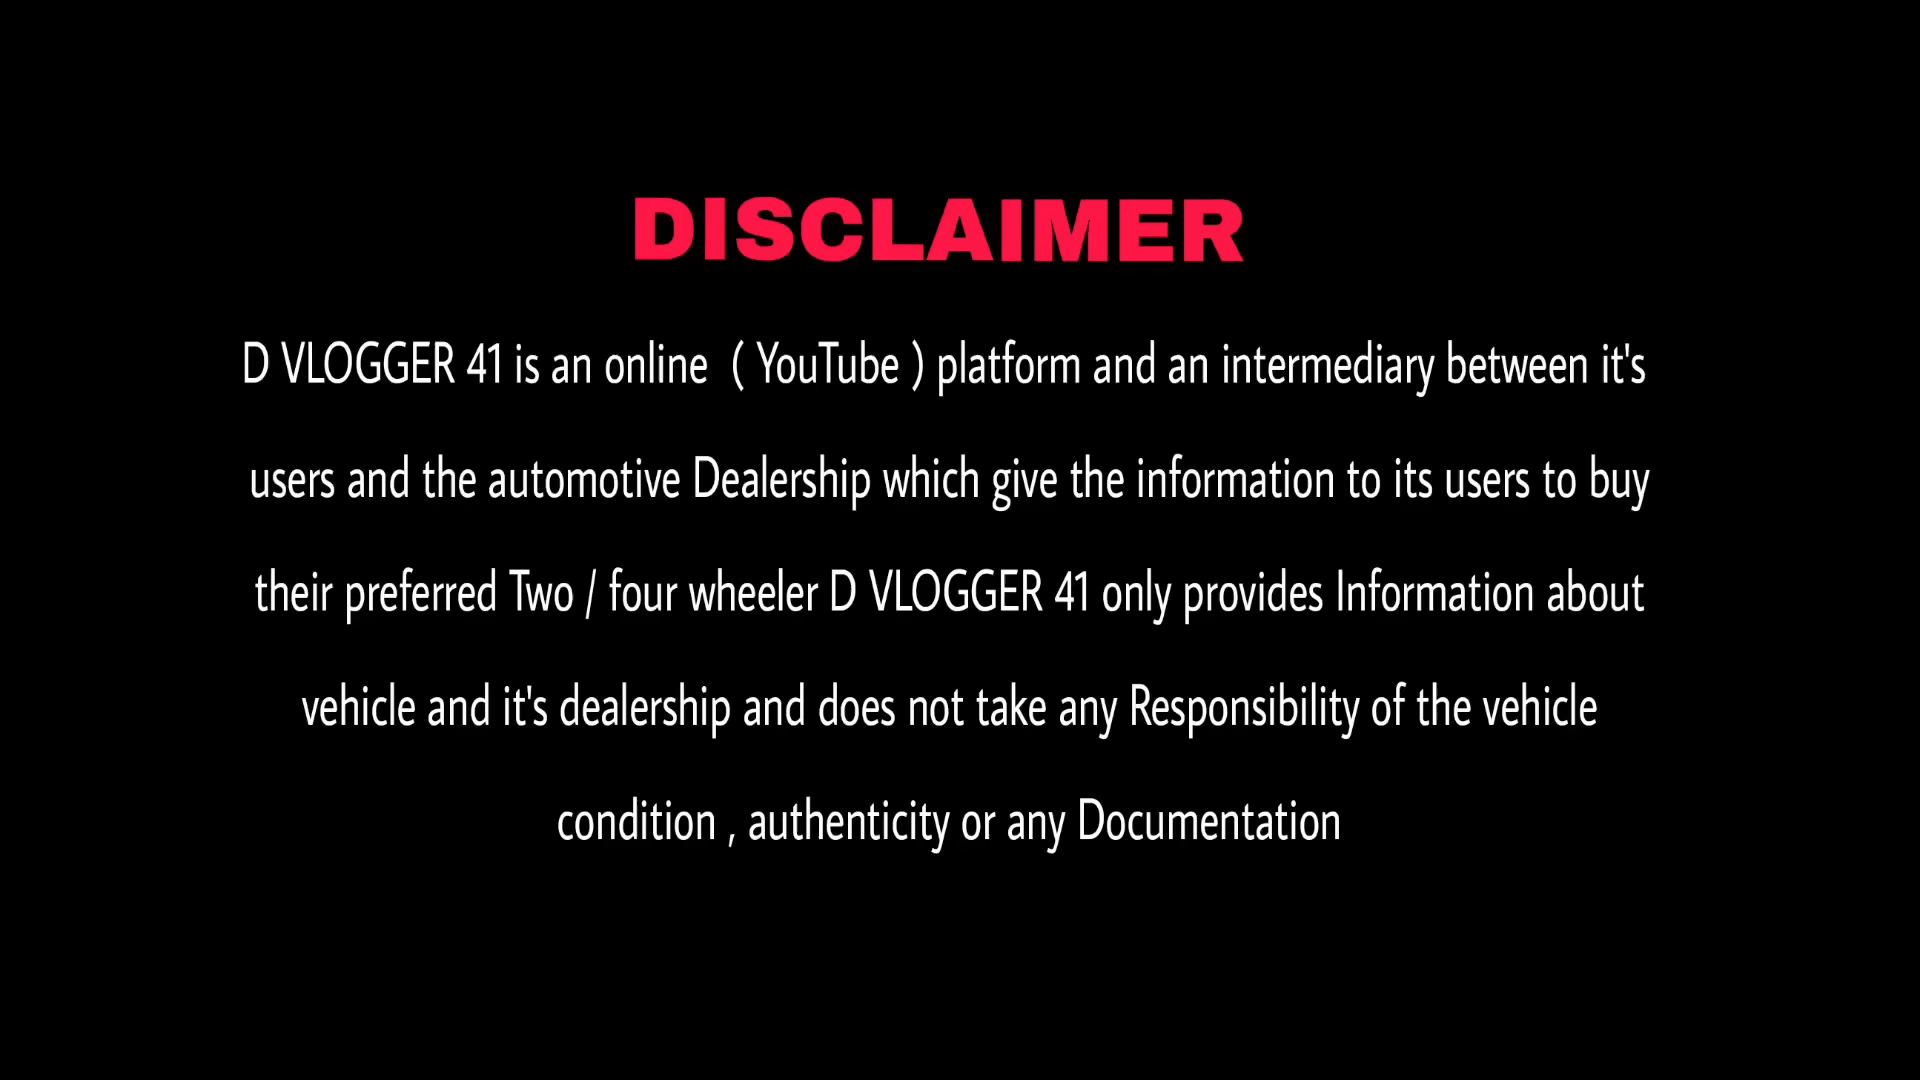 DISCLAIMER
D VLOGGER 41 is an online  ( YouTube ) platform and an intermediary between it's
users and the automotive Dealership which give the information to its users to buy
their preferred Two / four wheeler D VLOGGER 41 only provides Information about
vehicle and it's dealership and does not take any Responsibility of the vehicle
condition , authenticity or any Documentation